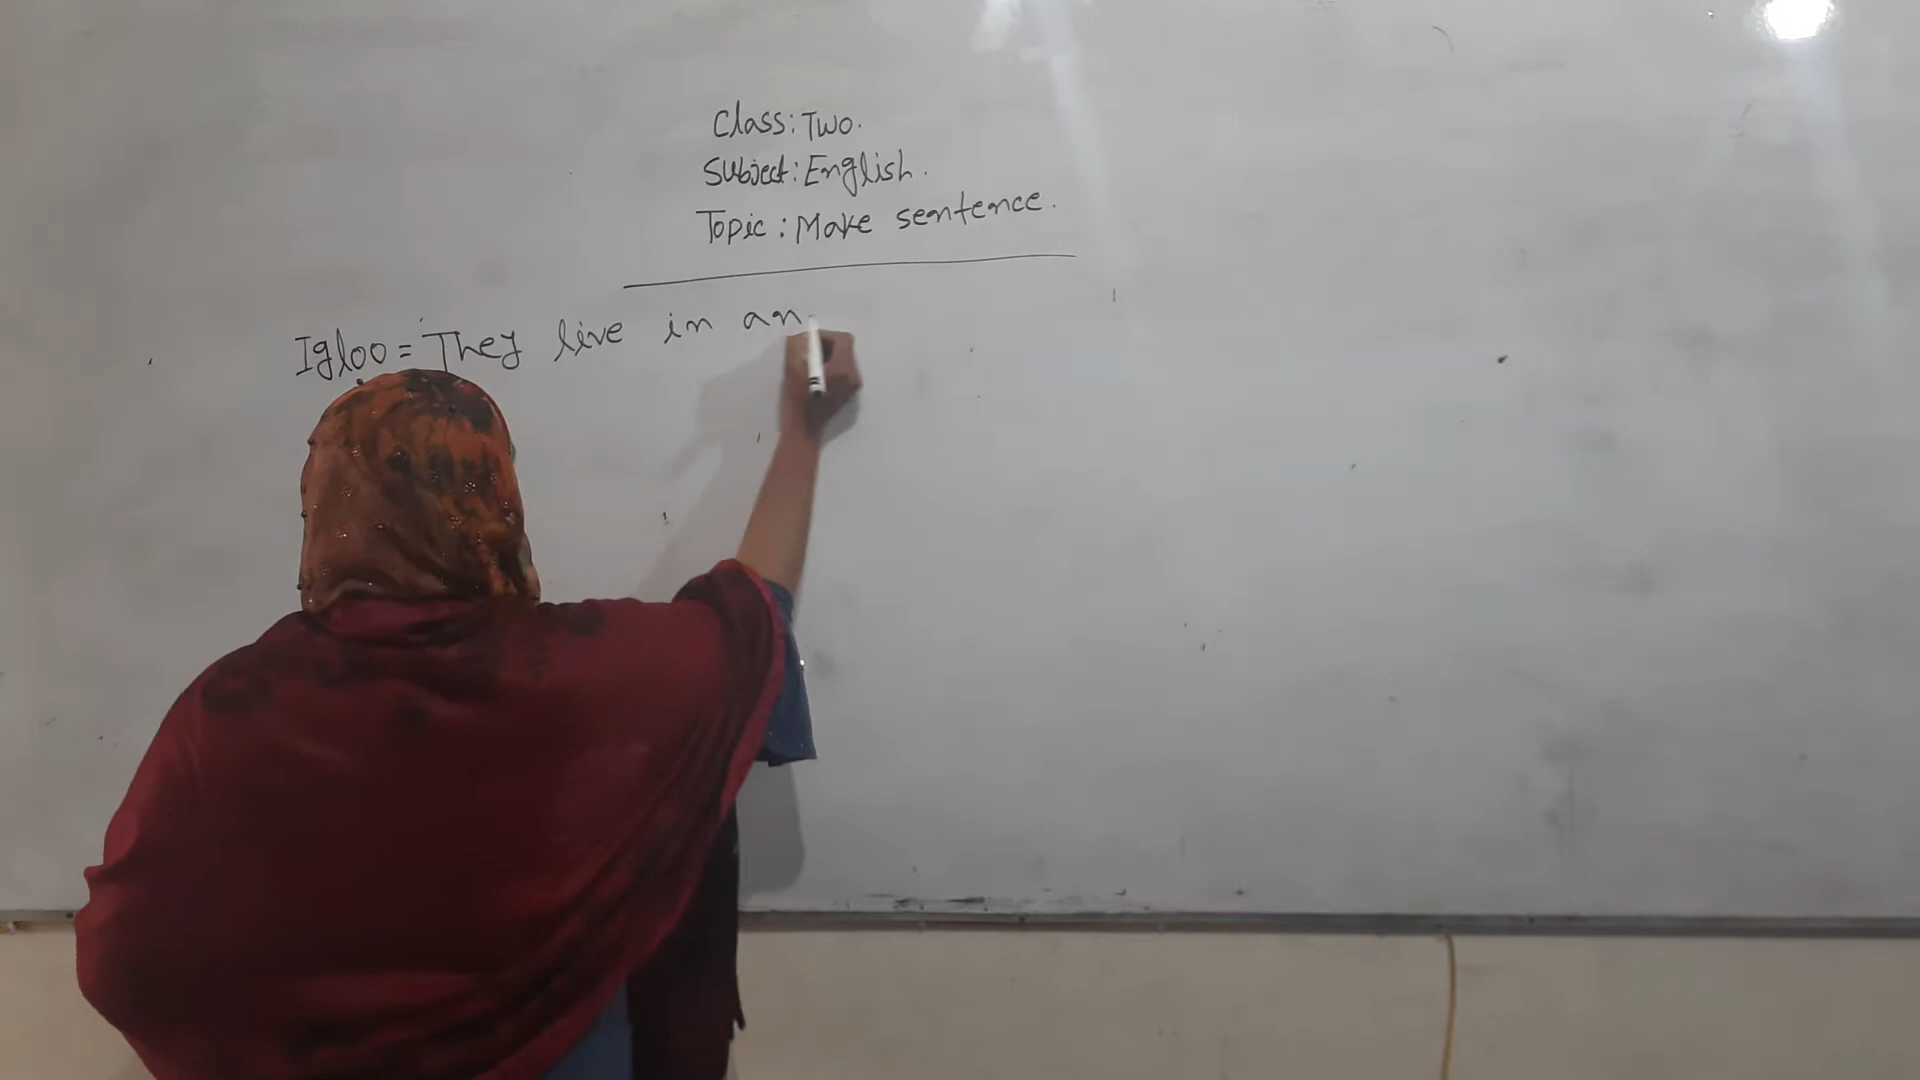 Class: Two.
Subject: English.
Topic: Make sentence.
Igloo = They live in an